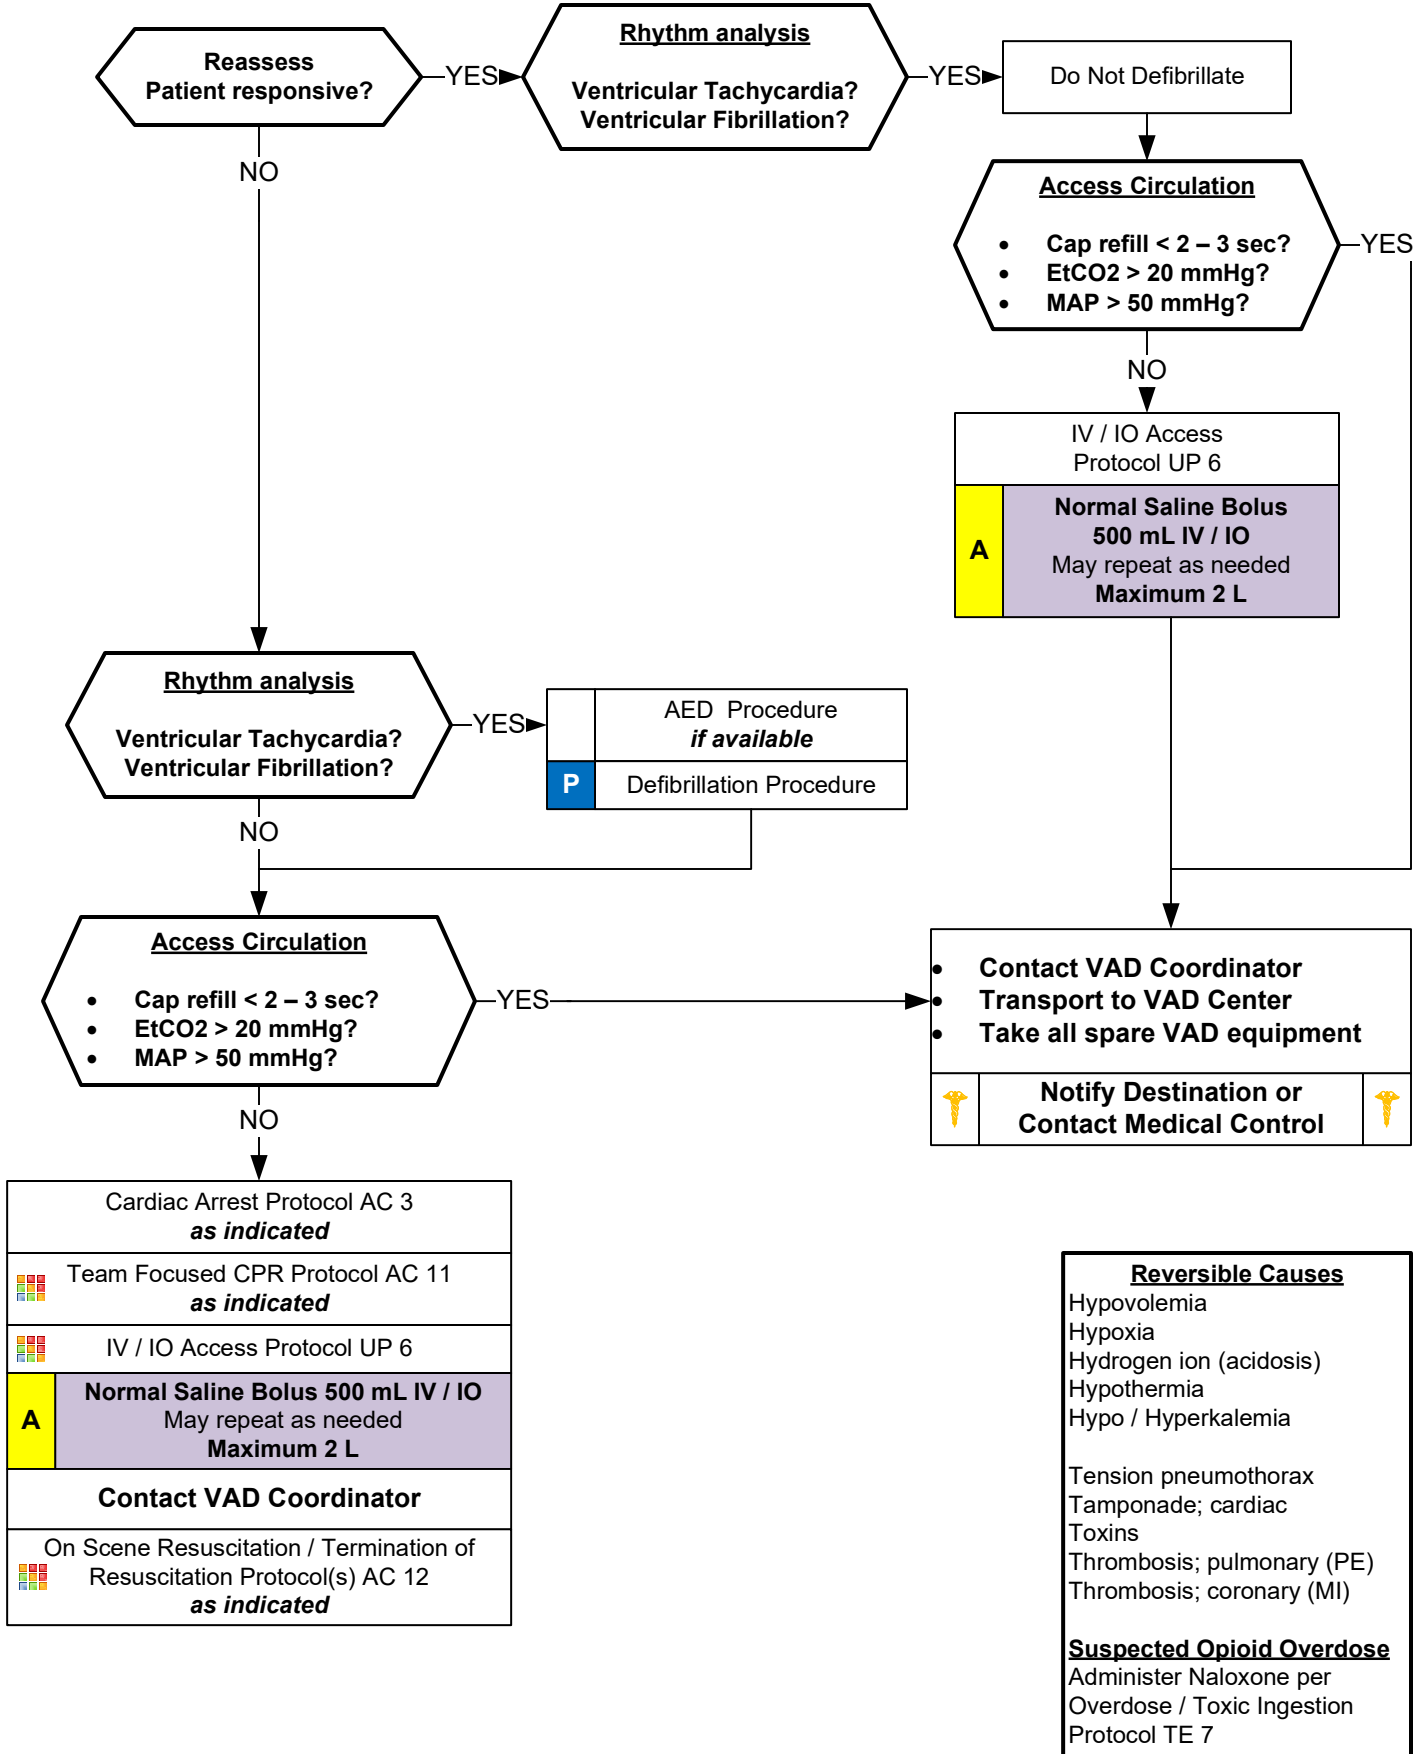 Reassess
Patient responsive?
YES
Rhythm analysis
Ventricular Tachycardia?
Ventricular Fibrillation?
YES
Do Not Defibrillate
NO
Access Circulation
• Cap refill < 2 – 3 sec?
• EtCO2 > 20 mmHg?
• MAP > 50 mmHg?
YES
NO
IV / IO Access
Protocol UP 6
A
Normal Saline Bolus
500 mL IV / IO
May repeat as needed
Maximum 2 L
Rhythm analysis
Ventricular Tachycardia?
Ventricular Fibrillation?
YES
AED Procedure
if available
P
Defibrillation Procedure
NO
Access Circulation
• Cap refill < 2 – 3 sec?
• EtCO2 > 20 mmHg?
• MAP > 50 mmHg?
YES
• Contact VAD Coordinator
• Transport to VAD Center
• Take all spare VAD equipment
Notify Destination or
Contact Medical Control
NO
Cardiac Arrest Protocol AC 3
as indicated
Team Focused CPR Protocol AC 11
as indicated
IV / IO Access Protocol UP 6
A
Normal Saline Bolus 500 mL IV / IO
May repeat as needed
Maximum 2 L
Contact VAD Coordinator
On Scene Resuscitation / Termination of
Resuscitation Protocol(s) AC 12
as indicated
Reversible Causes
Hypovolemia
Hypoxia
Hydrogen ion (acidosis)
Hypothermia
Hypo / Hyperkalemia
Tension pneumothorax
Tamponade; cardiac
Toxins
Thrombosis; pulmonary (PE)
Thrombosis; coronary (MI)
Suspected Opioid Overdose
Administer Naloxone per
Overdose / Toxic Ingestion
Protocol TE 7